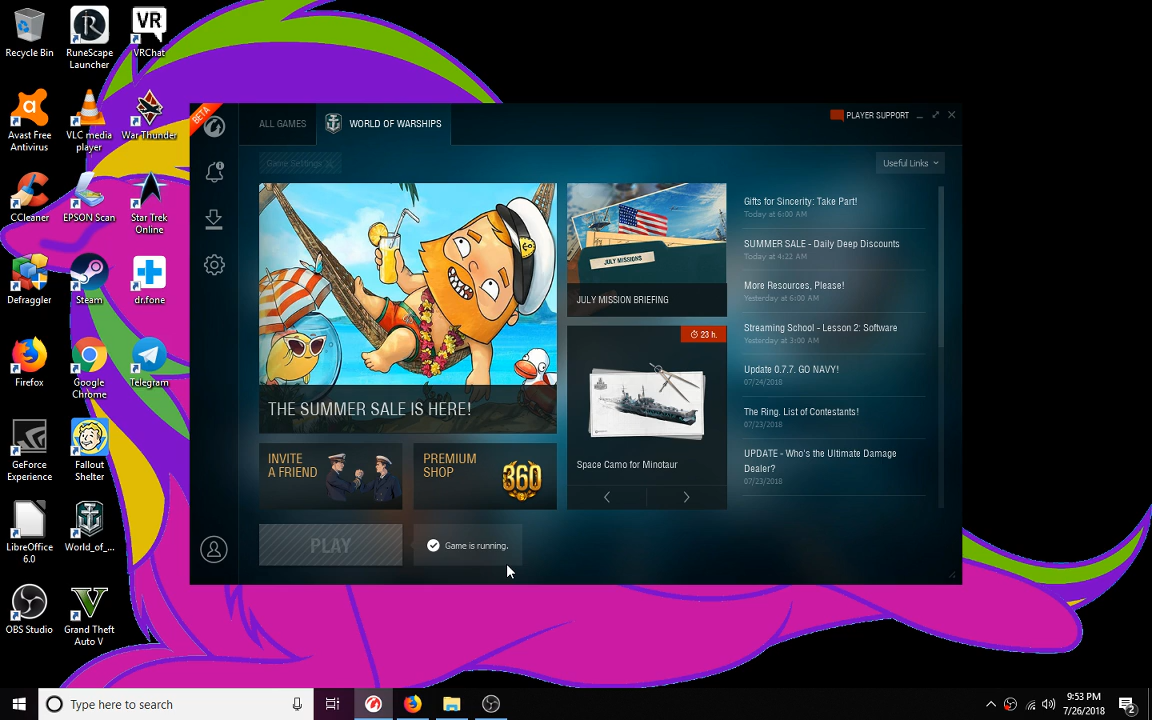 Recycle Bin
RuneScape
Launcher
VR
VRChat
Avast Free
Antivirus
VLC media
player
War Thunder
CCleaner
EPSON Scan
Star Trek
Online
Defraggler
Steam
dr.fone
Firefox
Google
Chrome
Telegram
GeForce
Experience
Fallout
Shelter
LibreOffice
6.0
World_of_...
OBS Studio
Grand Theft
Auto V
BETA
ALL GAMES
WORLD OF WARSHIPS
PLAYER SUPPORT
Game Settings
Useful Links
THE SUMMER SALE IS HERE!
JULY MISSIONS
JULY MISSION BRIEFING
23 h.
Space Camo for Minotaur
INVITE
A FRIEND
PREMIUM
SHOP
360
Gifts for Sincerity: Take Part!
Today at 6:00 AM
SUMMER SALE - Daily Deep Discounts
Today at 4:22 AM
More Resources, Please!
Yesterday at 6:00 AM
Streaming School - Lesson 2: Software
Yesterday at 3:00 AM
Update 0.7.7. GO NAVY!
07/24/2018
The Ring. List of Contestants!
07/23/2018
UPDATE - Who's the Ultimate Damage
Dealer?
07/23/2018
PLAY
Game is running.
Type here to search
9:53 PM
7/26/2018
2